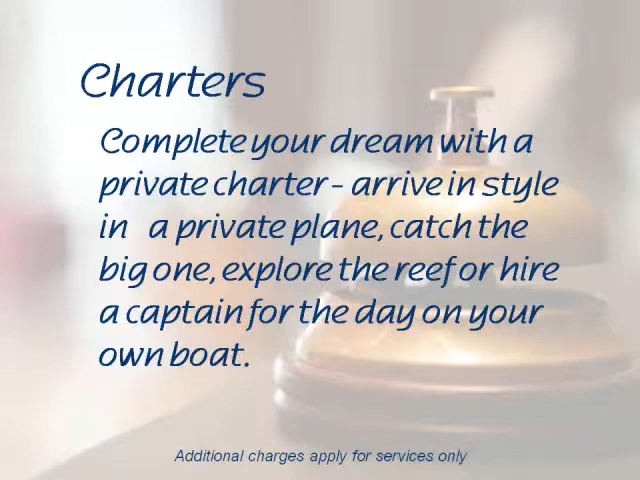 Charters
Complete your dream with a
private charter - arrive in style
in a private plane, catch the
big one, explore the reef or hire
a captain for the day on your
own boat.
Additional charges apply for services only